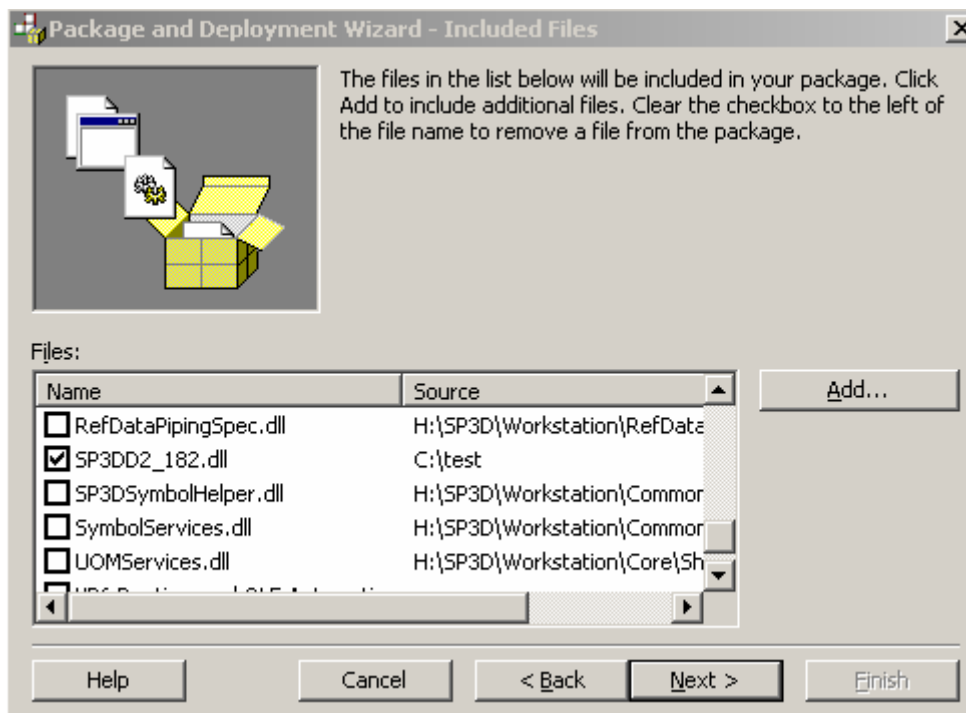 Package and Deployment Wizard - Included Files
The files in the list below will be included in your package. Click
Add to include additional files. Clear the checkbox to the left of
the file name to remove a file from the package.
Files:
Name Source
RefDataPipingSpec.dll H:\SP3D\Workstation\RefData
SP3DD2_182.dll C:\test
SP3DSymbolHelper.dll H:\SP3D\Workstation\Common
SymbolServices.dll H:\SP3D\Workstation\Common
UOMServices.dll H:\SP3D\Workstation\Core\Sh
Add...
Help Cancel < Back Next > Finish